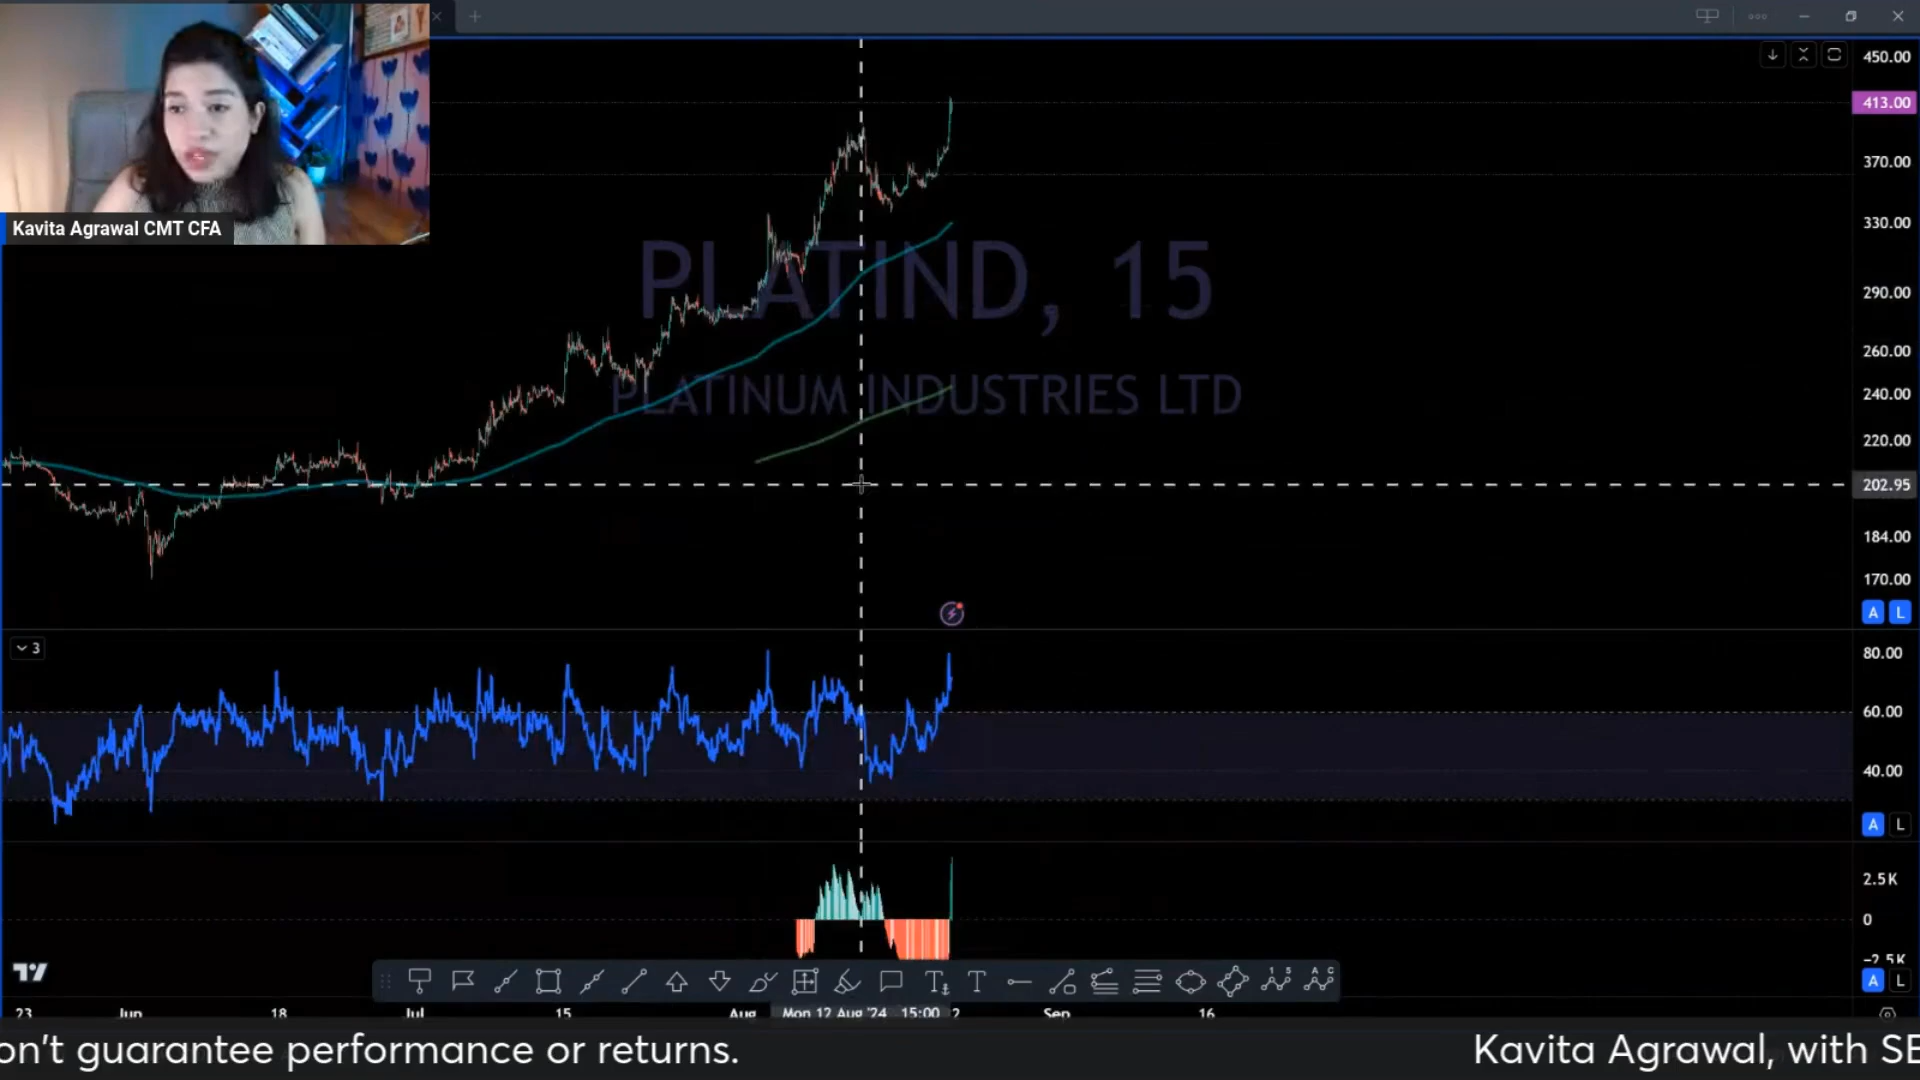 450.00
413.00
370.00
330.00
PLATIND, 15
290.00
260.00
PLATINUM INDUSTRIES LTD
240.00
220.00
202.95
184.00
170.00
A L
Kavita Agrawal CMT CFA
3
80.00
60.00
40.00
A L
2.5K
0
−2.5K
A L
23 Jun 18 Jul 15 Aug Mon 12 Aug '24 15:00 2 Sep 16
on't guarantee performance or returns. Kavita Agrawal, with SE